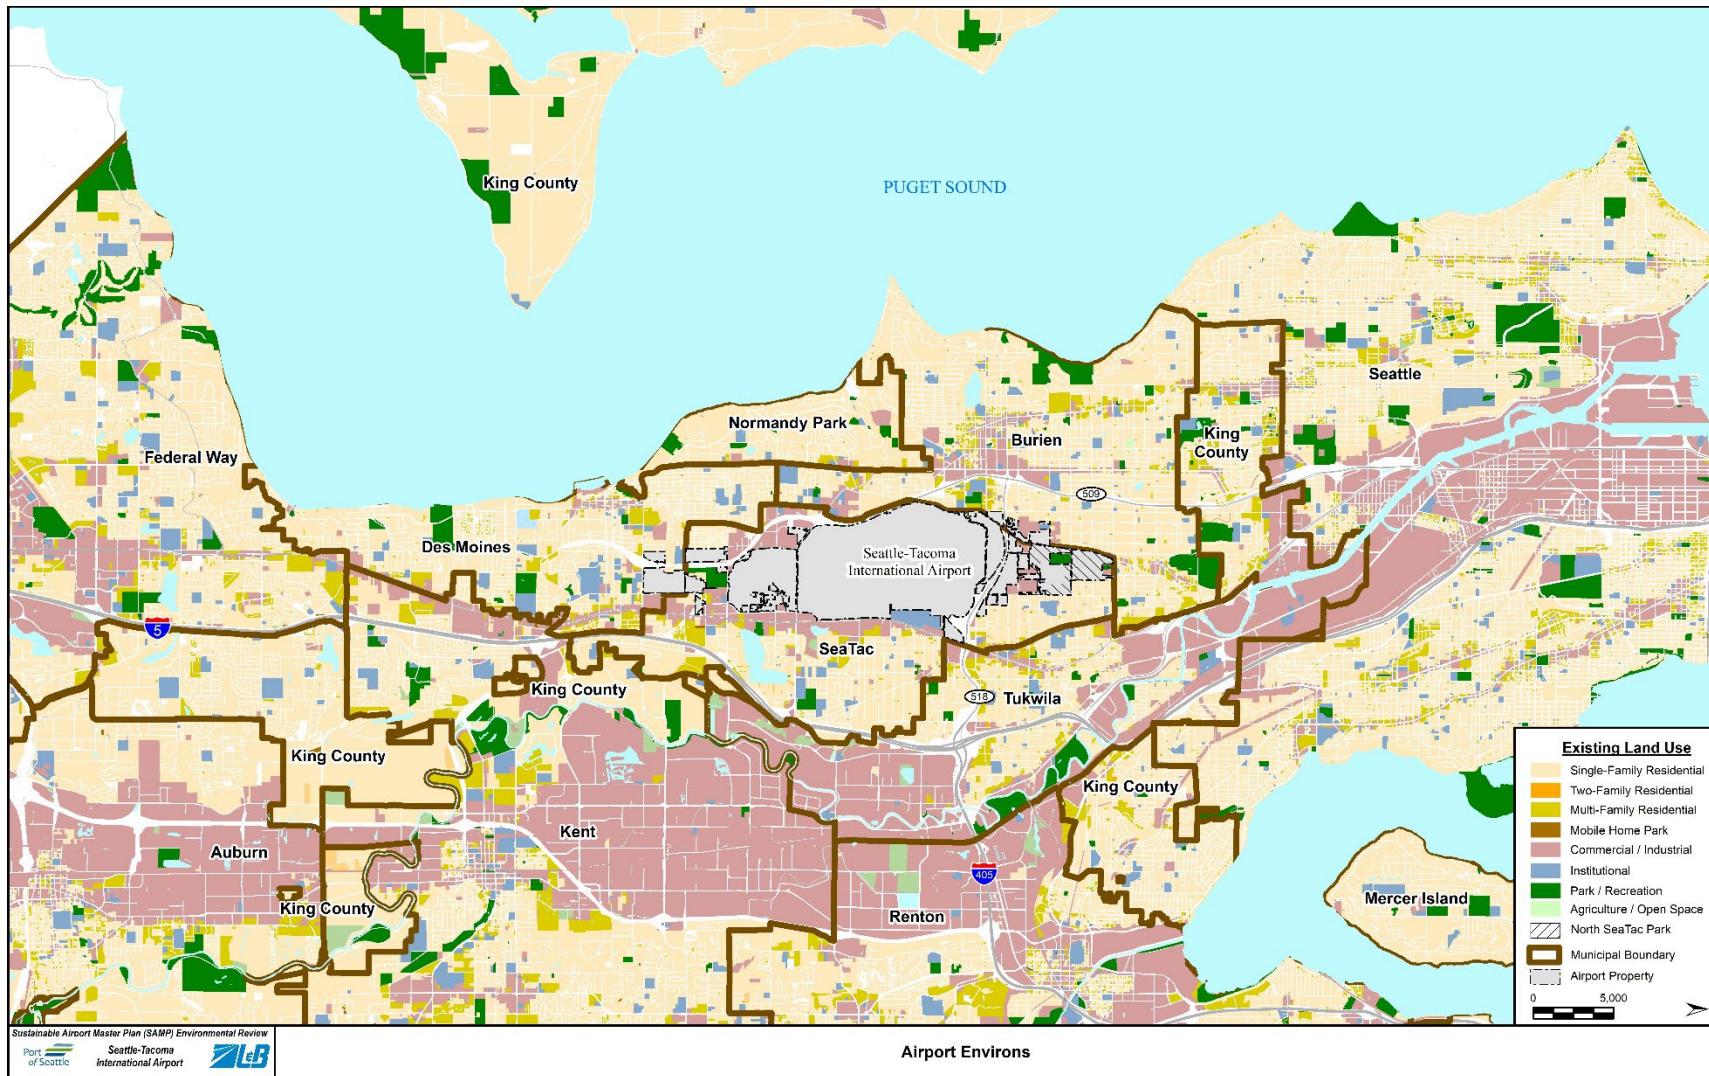 King County
PUGET SOUND
Seattle
Normandy Park
Burien
King
County
Federal Way
509
Des Moines
Seattle-Tacoma
International Airport
5
SeaTac
King County
518
Tukwila
King County
King County
Kent
Auburn
405
King County
Renton
Mercer Island
Existing Land Use
Single-Family Residential
Two-Family Residential
Multi-Family Residential
Mobile Home Park
Commercial / Industrial
Institutional
Park / Recreation
Agriculture / Open Space
North SeaTac Park
Municipal Boundary
Airport Property
0 5,000
Sustainable Airport Master Plan (SAMP) Environmental Review
Port
of Seattle
Seattle-Tacoma
International Airport
L&B
Airport Environs